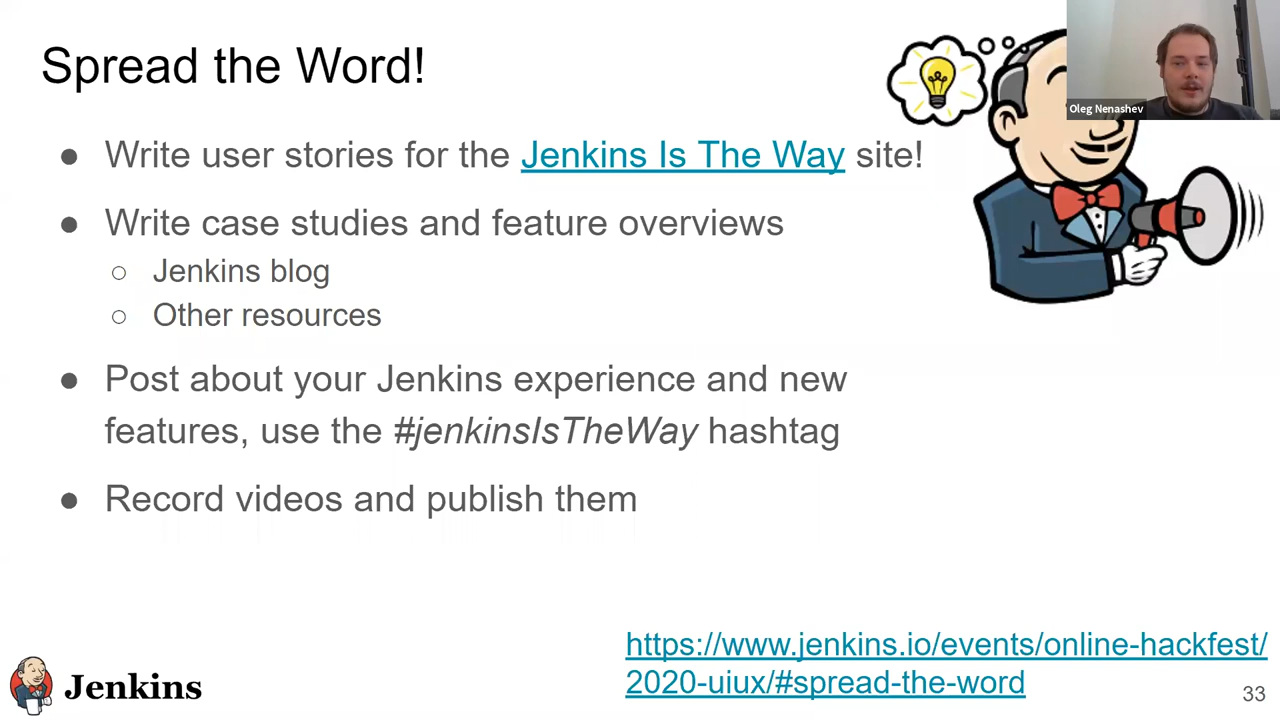 Spread the Word!
Oleg Nenashev
● Write user stories for the Jenkins Is The Way site!
● Write case studies and feature overviews
○ Jenkins blog
○ Other resources
● Post about your Jenkins experience and new
features, use the #jenkinsIsTheWay hashtag
● Record videos and publish them
https://www.jenkins.io/events/online-hackfest/
2020-uiux/#spread-the-word
Jenkins
33